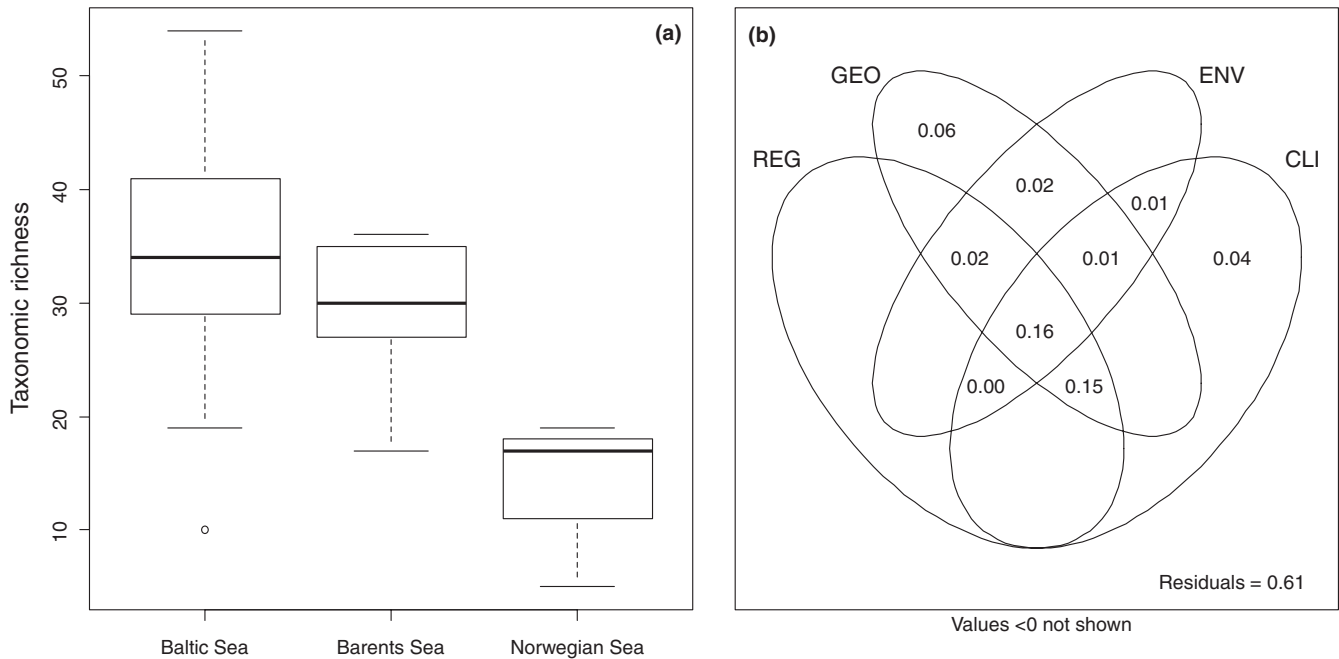 (a)
Taxonomic richness
50
40
30
20
10
Baltic Sea
Barents Sea
Norwegian Sea
(b)
GEO
ENV
REG
CLI
0.06
0.02
0.01
0.02
0.01
0.04
0.16
0.00
0.15
Residuals = 0.61
Values <0 not shown